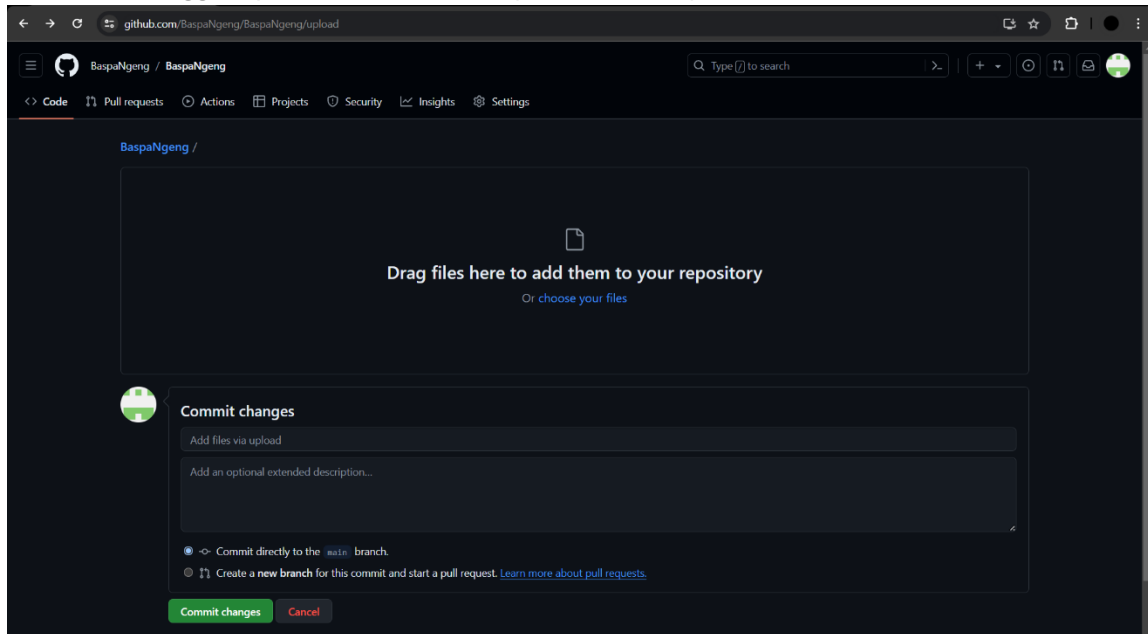 github.com/BaspaNgeng/BaspaNgeng/upload
BaspaNgeng / BaspaNgeng
Type / to search
Code Pull requests Actions Projects Security Insights Settings
BaspaNgeng /
Drag files here to add them to your repository
Or choose your files
Commit changes
Add files via upload
Add an optional extended description...
Commit directly to the main branch.
Create a new branch for this commit and start a pull request. Learn more about pull requests.
Commit changes Cancel